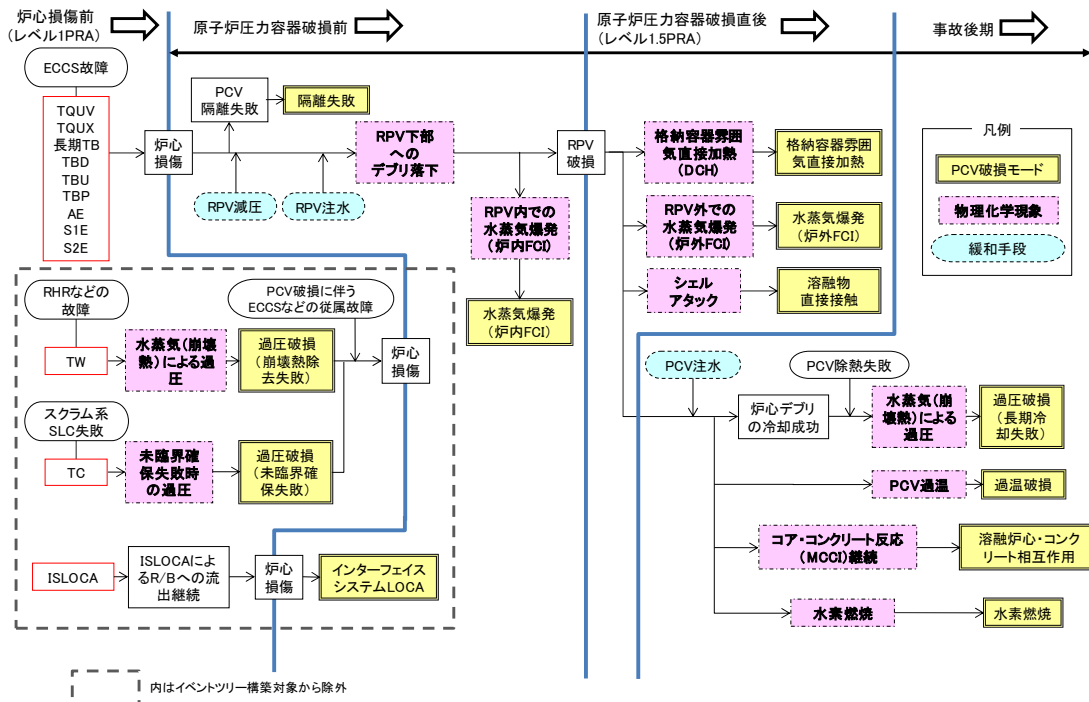 炉心損傷前
(レベル1PRA)
原子炉圧力容器破損前
原子炉圧力容器破損直後
(レベル1.5PRA)
事故後期
ECCS故障
TQUV
TQUX
長期TB
TBD
TBU
TBP
AE
S1E
S2E
炉心
損傷
PCV
隔離失敗
隔離失敗
RPV減圧
RPV注水
RPV下部
への
デブリ落下
RPV内での
水蒸気爆発
(炉内FCI)
水蒸気爆発
(炉内FCI)
RPV
破損
格納容器雰囲
気直接加熱
(DCH)
格納容器雰囲
気直接加熱
RPV外での
水蒸気爆発
(炉外FCI)
水蒸気爆発
(炉外FCI)
シェル
アタック
溶融物
直接接触
凡例
PCV破損モード
物理化学現象
緩和手段
RHRなどの
故障
TW
水蒸気(崩壊
熱)による過
圧
過圧破損
(崩壊熱除
去失敗)
PCV破損に伴う
ECCSなどの従属故障
炉心
損傷
スクラム系
SLC失敗
TC
未臨界確
保失敗時
の過圧
過圧破損
(未臨界確
保失敗)
ISLOCA
ISLOCAによ
るR/Bへの流
出継続
炉心
損傷
インターフェイス
システムLOCA
PCV注水
炉心デブリ
の冷却成功
PCV除熱失敗
水蒸気(崩
壊熱)による
過圧
過圧破損
(長期冷
却失敗)
PCV過温
過温破損
コア・コンクリート反応
(MCCI)継続
溶融炉心・コンク
リート相互作用
水素燃焼
水素燃焼
内はイベントツリー構築対象から除外